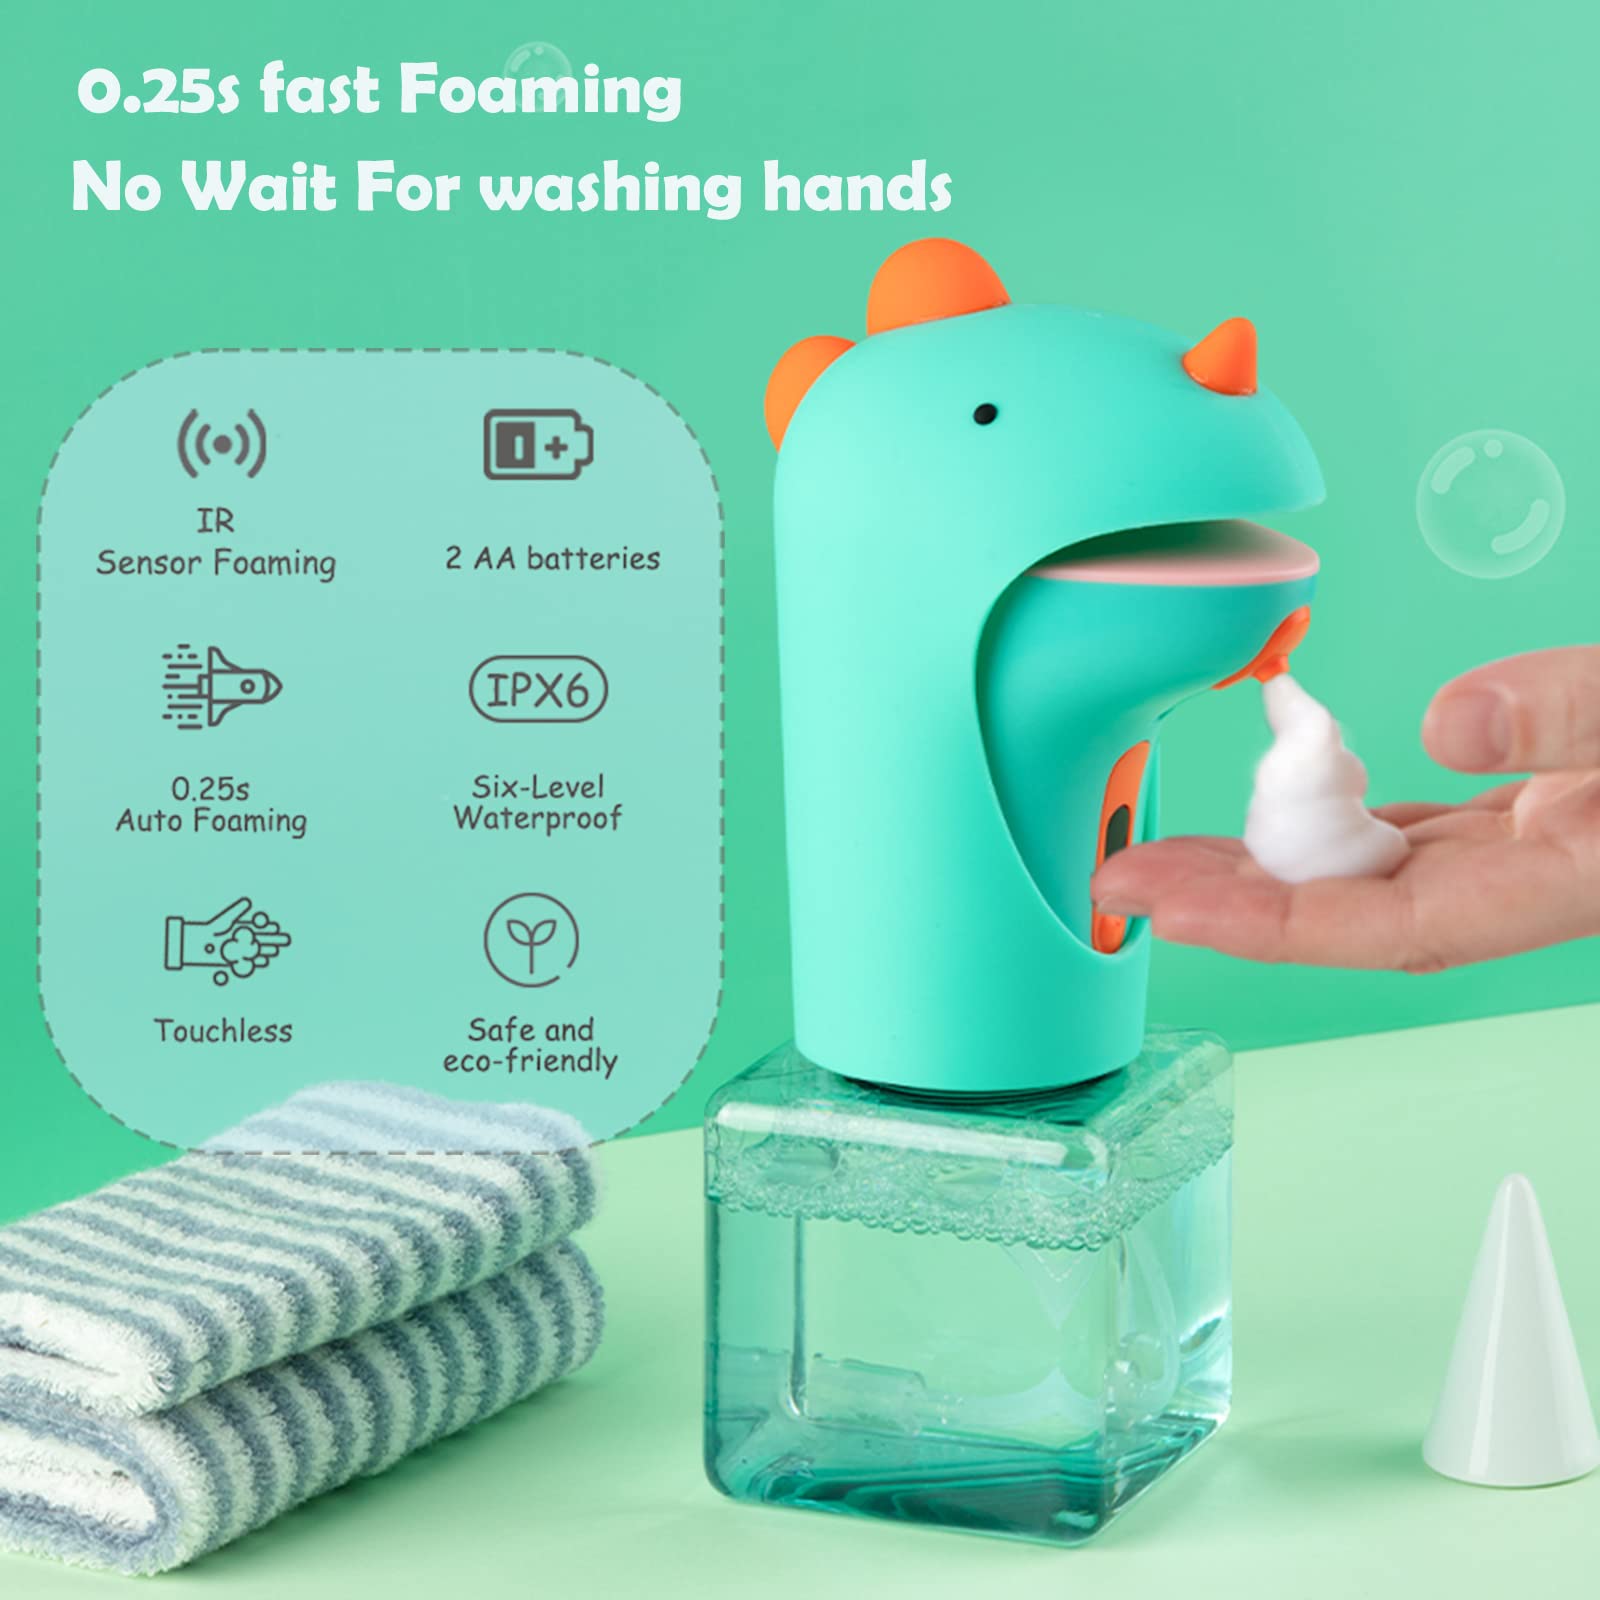 0.25s fast Foaming
No Wait For washing hands
IR
Sensor Foaming
2 AA batteries
0.25s
Auto Foaming
IPX6
Six-Level
Waterproof
Touchless
Safe and
eco-friendly